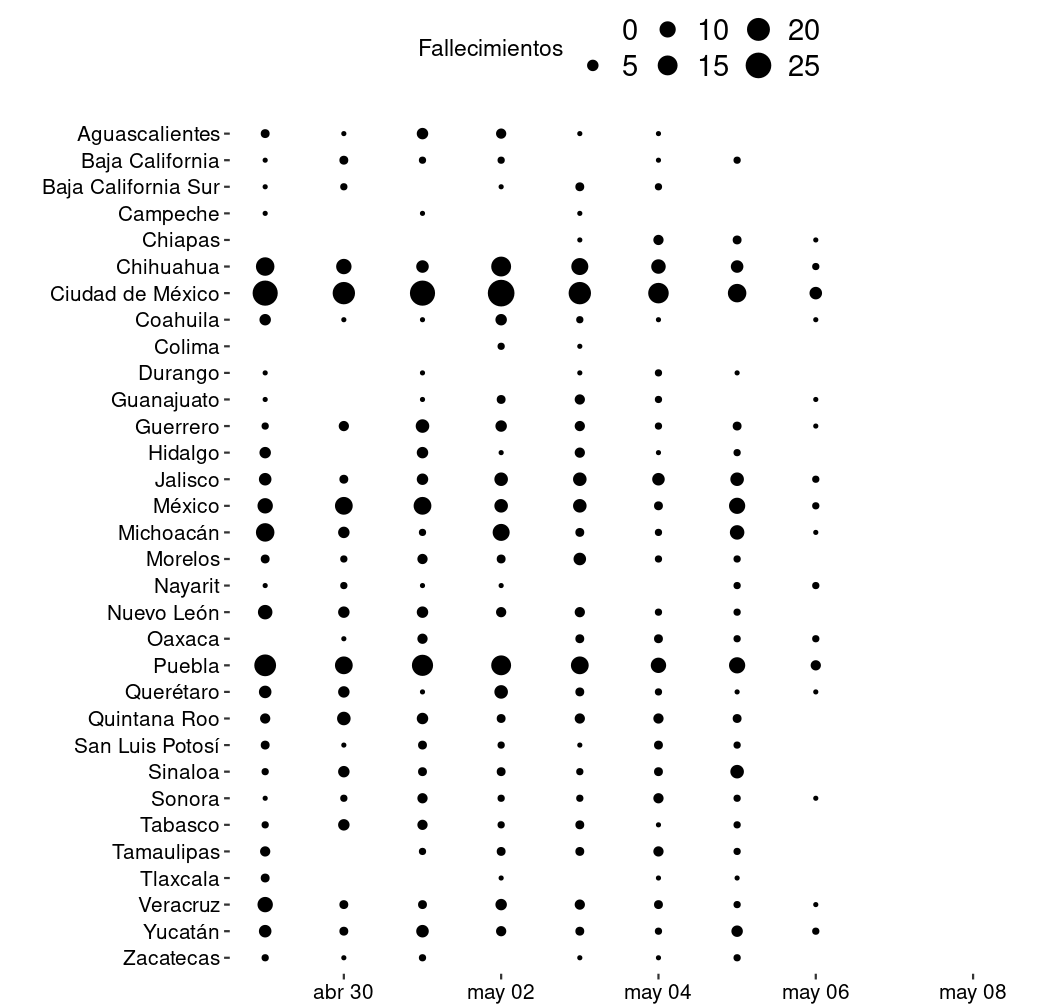 Fallecimientos
0 10 20
5 15 25
Aguascalientes
Baja California
Baja California Sur
Campeche
Chiapas
Chihuahua
Ciudad de México
Coahuila
Colima
Durango
Guanajuato
Guerrero
Hidalgo
Jalisco
México
Michoacán
Morelos
Nayarit
Nuevo León
Oaxaca
Puebla
Querétaro
Quintana Roo
San Luis Potosí
Sinaloa
Sonora
Tabasco
Tamaulipas
Tlaxcala
Veracruz
Yucatán
Zacatecas
abr 30 may 02 may 04 may 06 may 08